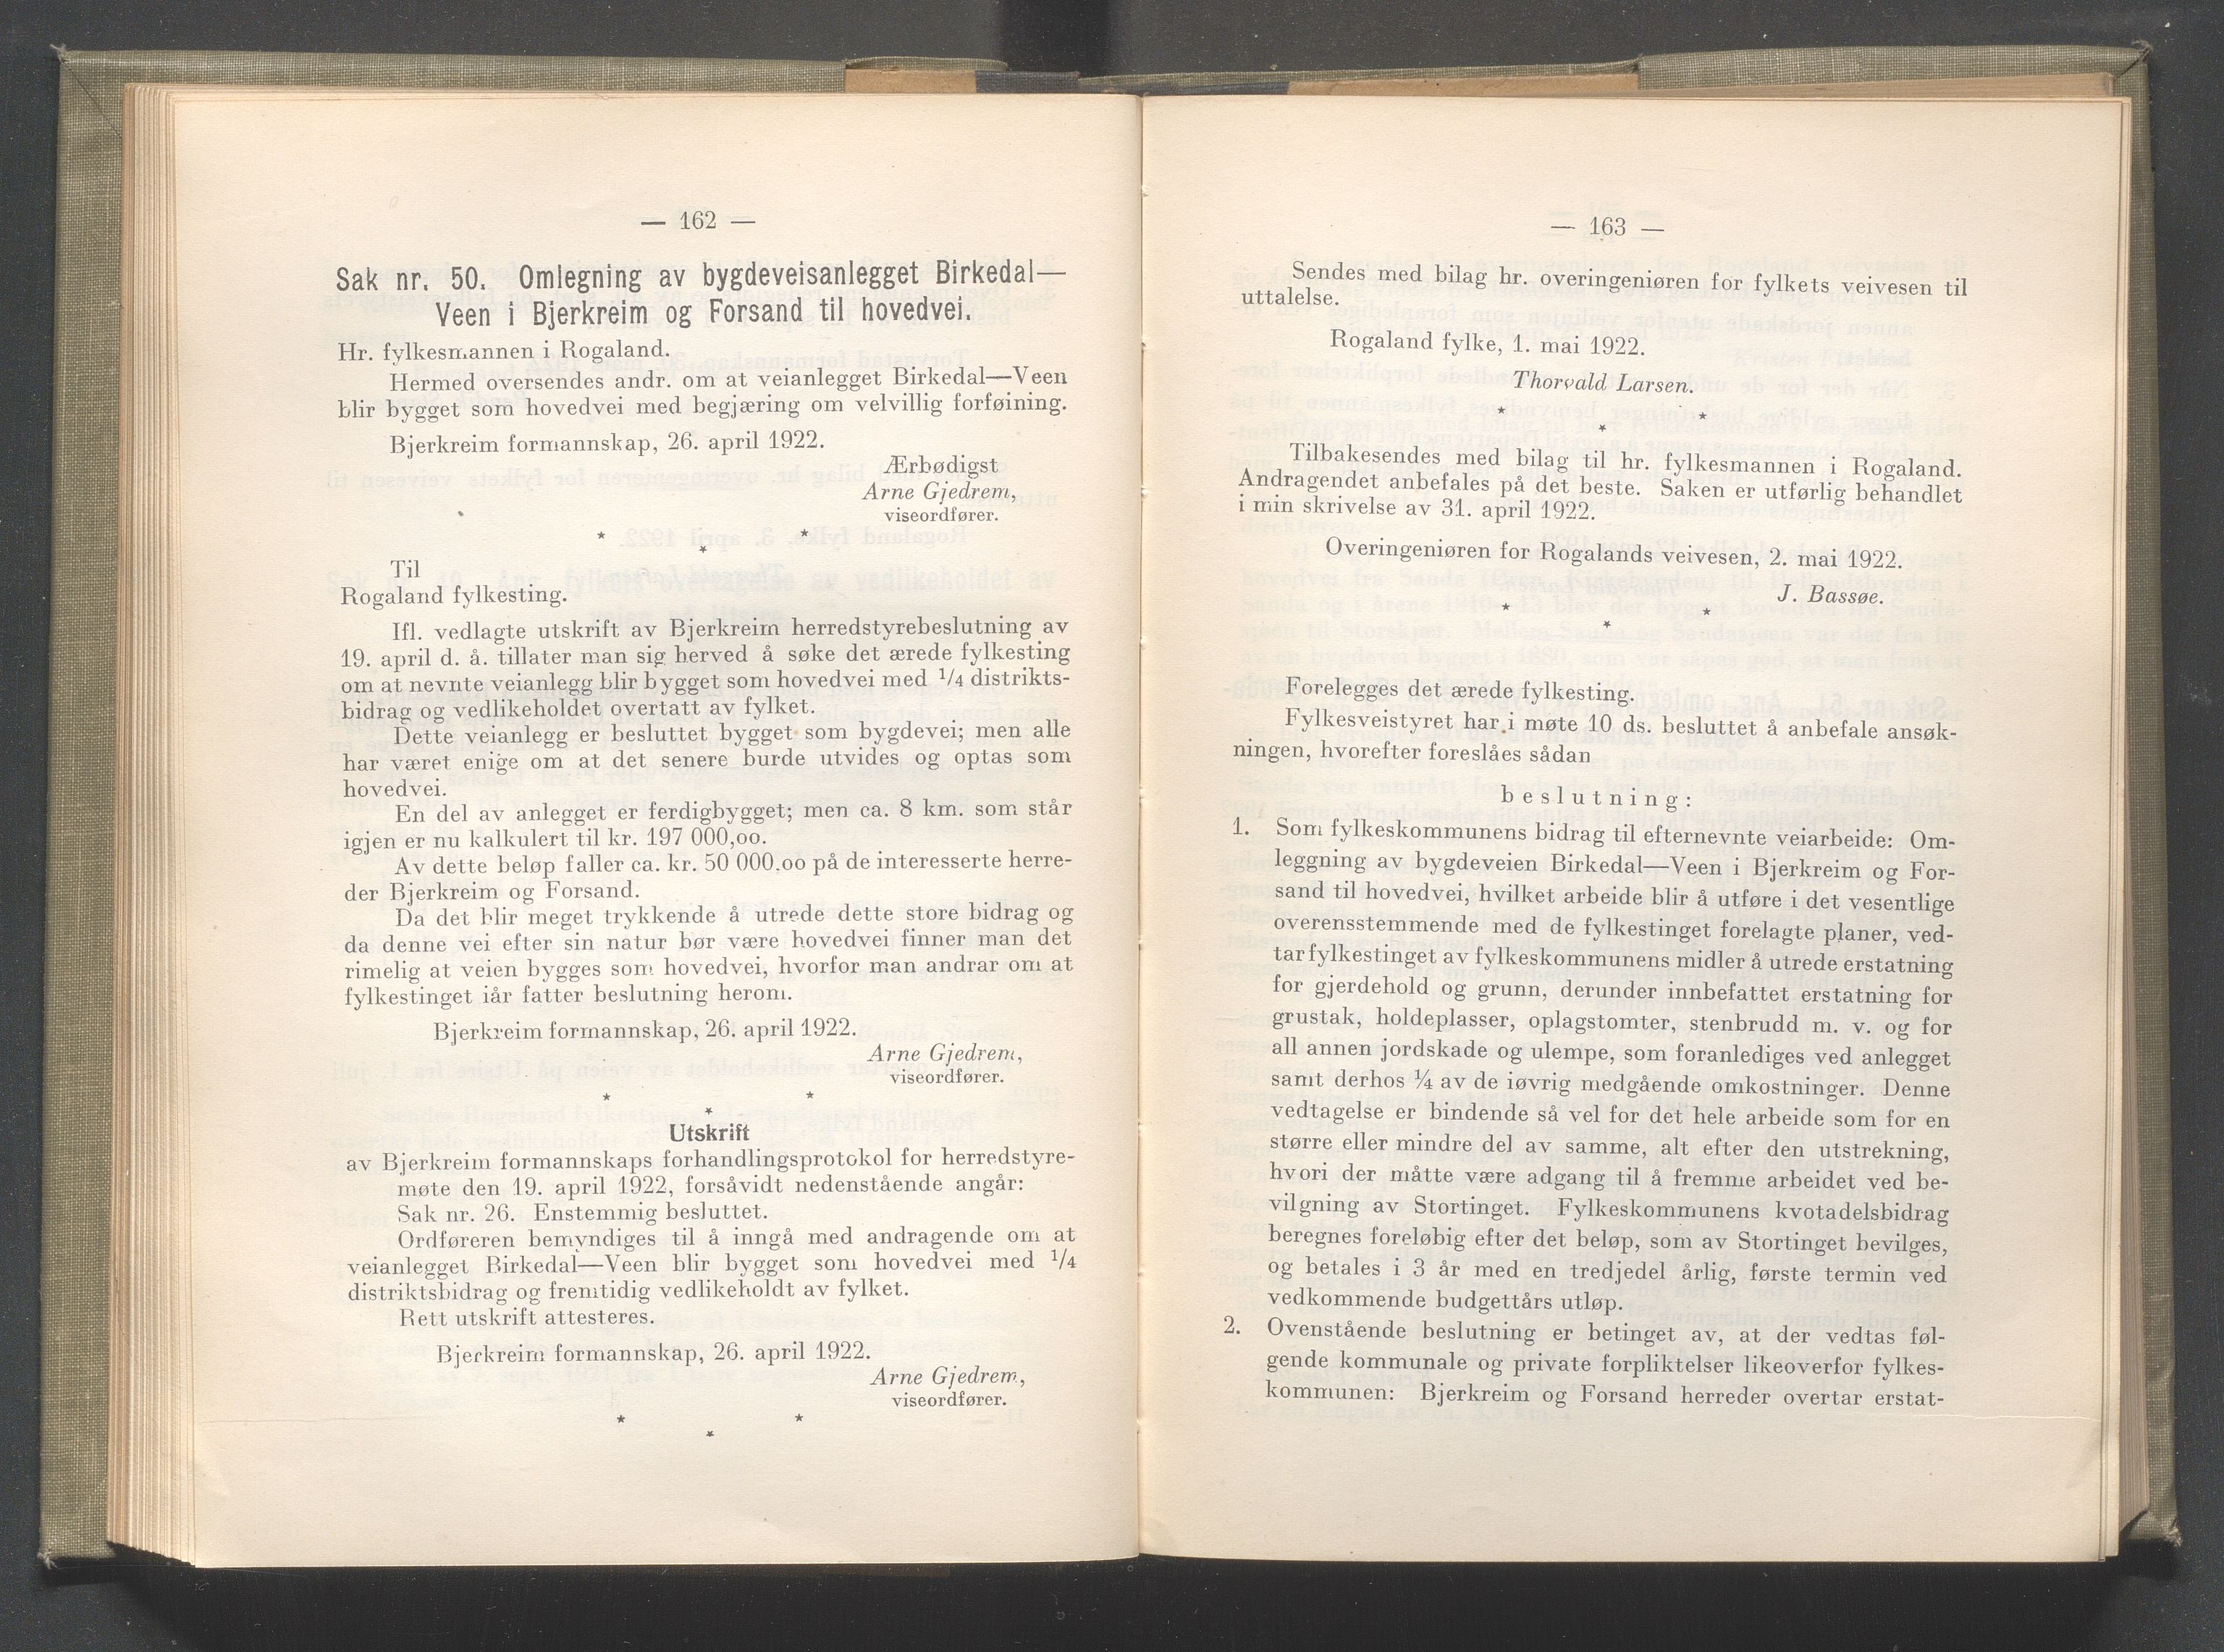 — 162 —
Sak nr. 50. Omlegning av bygdeveisanlegget Birkedal—
Veen i Bjerkreim og Forsand til hovedvei.
Hr. fylkesmannen i Rogaland.
Hermed oversendes andr. om at veianlegget Birkedal—Veen
blir bygget som hovedvei med begjæring om velvillig forføining.
Bjerkreim formannskap, 26. april 1922.
Ærbødigst
Arne Gjedrem,
viseordfører.
* * *
Til
Rogaland fylkesting.
Ifl. vedlagte utskrift av Bjerkreim herredstyrebeslutning av
19. april d. å. tillater man sig herved å søke det ærede fylkesting
om at nevnte veianlegg blir bygget som hovedvei med 1/4 distrikts-
bidrag og vedlikeholdet overtatt av fylket.
Dette veianlegg er besluttet bygget som bygdevei; men alle
har været enige om at det senere burde utvides og optas som
hovedvei.
En del av anlegget er ferdigbygget; men ca. 8 km. som står
igjen er nu kalkulert til kr. 197 000,oo.
Av dette beløp faller ca. kr. 50 000.oo på de interesserte herre-
der Bjerkreim og Forsand.
Da det blir meget trykkende å utrede dette store bidrag og
da denne vei efter sin natur bør være hovedvei finner man det
rimelig at veien bygges som hovedvei, hvorfor man andrar om at
fylkestinget iår fatter beslutning herom.
Bjerkreim formannskap, 26. april 1922.
Arne Gjedrem,
viseordfører.
* * *
Utskrift
av Bjerkreim formannskaps forhandlingsprotokol for herredstyre-
møte den 19. april 1922, forsåvidt nedenstående angår:
Sak nr. 26. Enstemmig besluttet.
Ordføreren bemyndiges til å inngå med andragende om at
veianlegget Birkedal—Veen blir bygget som hovedvei med 1/4
distriktsbidrag og fremtidig vedlikeholdt av fylket.
Rett utskrift attesteres.
Bjerkreim formannskap, 26. april 1922.
Arne Gjedrem,
viseordfører.
* * *
— 163 —
Sendes med bilag hr. overingeniøren for fylkets veivesen til
uttalelse.
Rogaland fylke, 1. mai 1922.
Thorvald Larsen.
* * *
Tilbakesendes med bilag til hr. fylkesmannen i Rogaland.
Andragendet anbefales på det beste. Saken er utførlig behandlet
i min skrivelse av 31. april 1922.
Overingeniøren for Rogalands veivesen, 2. mai 1922.
J. Bassøe.
* * *
Forelegges det ærede fylkesting.
Fylkesveistyret har i møte 10 ds. besluttet å anbefale ansøk-
ningen, hvorefter foreslåes sådan
beslutning:
1. Som fylkeskommunens bidrag til efternevnte veiarbeide: Om-
leggning av bygdeveien Birkedal—Veen i Bjerkreim og For-
sand til hovedvei, hvilket arbeide blir å utføre i det vesentlige
overensstemmende med de fylkestinget forelagte planer, ved-
tar fylkestinget av fylkeskommunens midler å utrede erstatning
for gjerdehold og grunn, derunder innbefattet erstatning for
grustak, holdeplasser, oplagstomter, stenbrudd m. v. og for
all annen jordskade og ulempe, som foranlediges ved anlegget
samt derhos ¼ av de iøvrig medgående omkostninger. Denne
vedtagelse er bindende så vel for det hele arbeide som for en
større eller mindre del av samme, alt efter den utstrekning,
hvori der måtte være adgang til å fremme arbeidet ved be-
vilgning av Stortinget. Fylkeskommunens kvotadelsbidrag
beregnes foreløbig efter det beløp, som av Stortinget bevilges,
og betales i 3 år med en tredjedel årlig, første termin ved
vedkommende budgettårs utløp.
2. Ovenstående beslutning er betinget av, at der vedtas føl-
gende kommunale og private forpliktelser likeoverfor fylkes-
kommunen: Bjerkreim og Forsand herreder overtar erstat-